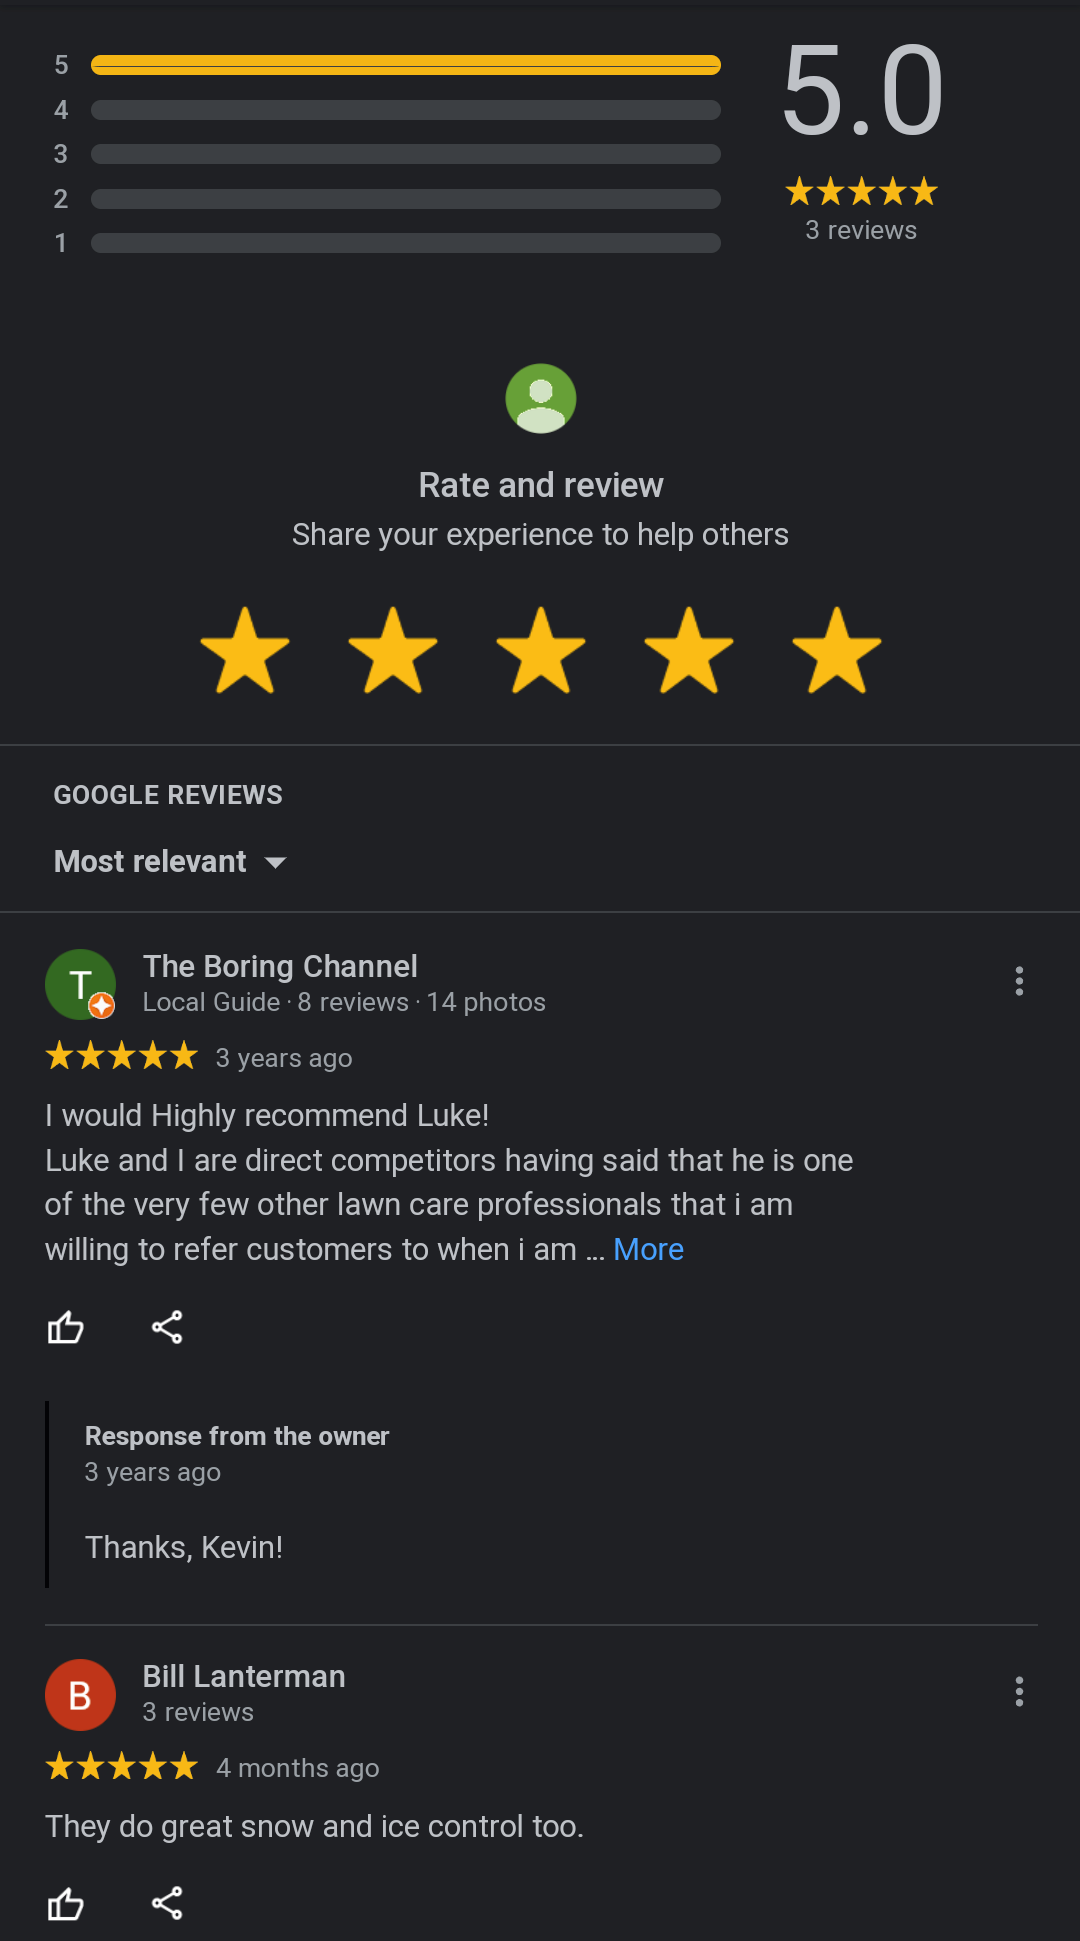 5
4
3
2
1
5.0
3 reviews
Rate and review
Share your experience to help others
GOOGLE REVIEWS
Most relevant
T
The Boring Channel
Local Guide · 8 reviews · 14 photos
3 years ago
I would Highly recommend Luke!
Luke and I are direct competitors having said that he is one
of the very few other lawn care professionals that i am
willing to refer customers to when i am ... More
Response from the owner
3 years ago
Thanks, Kevin!
B
Bill Lanterman
3 reviews
4 months ago
They do great snow and ice control too.